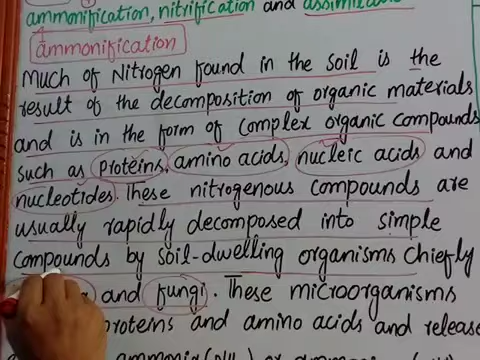 ammonification, nitrification and
ammonification
Much of Nitrogen found in the soil is the
result of the decomposition of organic materials
and is in the form of complex organic compounds
such as proteins, amino acids, nucleic acids and
nucleotides. These nitrogenous compounds are
usually rapidly decomposed into simple
compounds by soil-dwelling organisms chiefly
and fungi. These microorganisms
proteins and amino acids and release